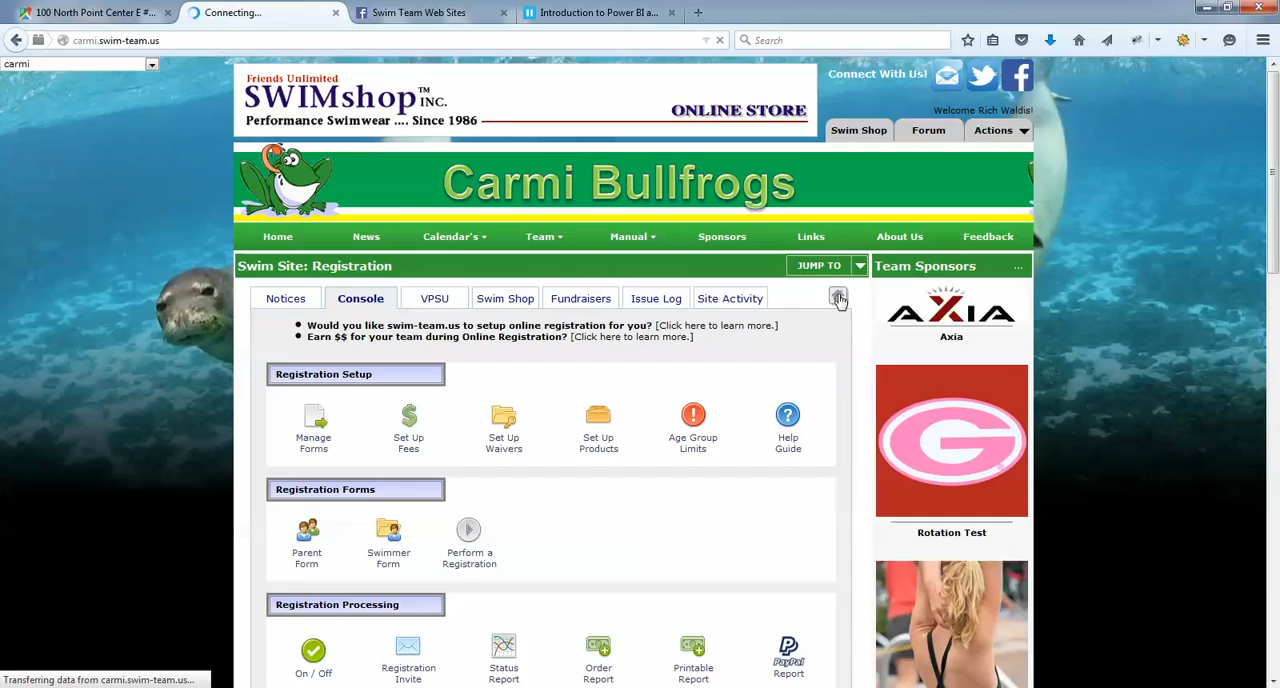 100 North Point Center E #...
Connecting...
Swim Team Web Sites
Introduction to Power BI a...
carmi.swim-team.us
Search
carmi
Friends Unlimited
SWIMshop™ INC.
Performance Swimwear .... Since 1986
ONLINE STORE
Connect With Us!
Welcome Rich Waldis!
Swim Shop
Forum
Actions
Carmi Bullfrogs
Home
News
Calendar's
Team
Manual
Sponsors
Links
About Us
Feedback
Swim Site: Registration
JUMP TO
Team Sponsors
...
Notices
Console
VPSU
Swim Shop
Fundraisers
Issue Log
Site Activity
Would you like swim-team.us to setup online registration for you? [Click here to learn more.]
Earn $$ for your team during Online Registration? [Click here to learn more.]
AXIA
Axia
Registration Setup
Manage
Forms
Set Up
Fees
Set Up
Waivers
Set Up
Products
Age Group
Limits
Help
Guide
G
Rotation Test
Registration Forms
Parent
Form
Swimmer
Form
Perform a
Registration
Registration Processing
On / Off
Registration
Invite
Status
Report
Order
Report
Printable
Report
PayPal
PayPal
Report
Transferring data from carmi.swim-team.us...